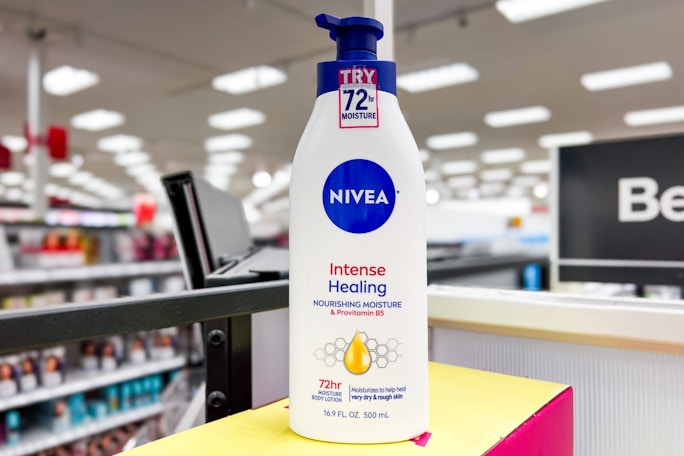 TRY
72hr
MOISTURE
NIVEA
Be
Intense
Healing
NOURISHING MOISTURE
& Provitamin B5
72hr
MOISTURE
BODY LOTION
Moisturizes to help heal
very dry & rough skin
16.9 FL. OZ. 500 mL